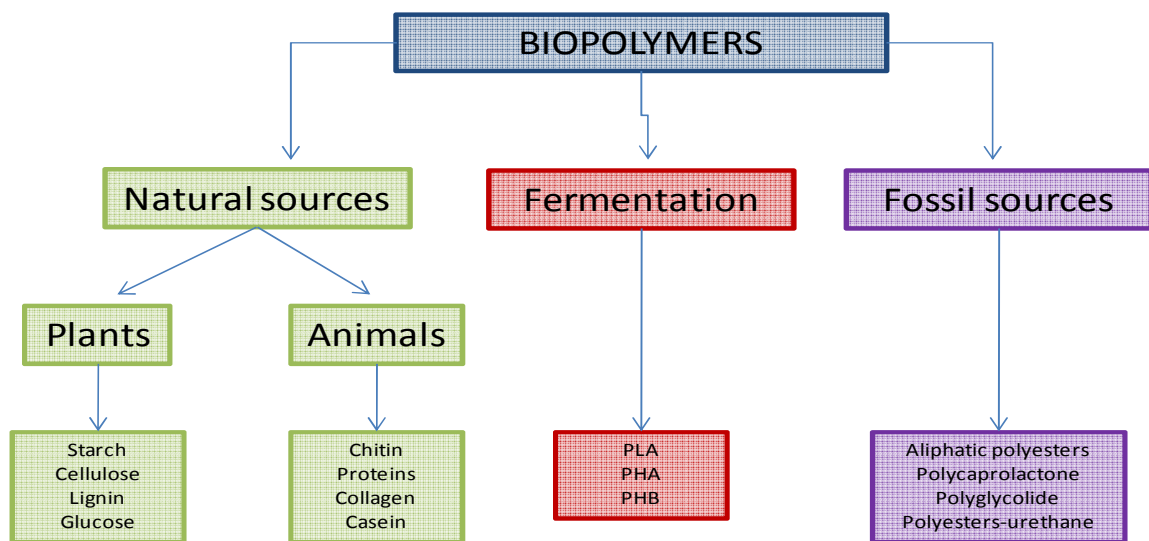 BIOPOLYMERS
Natural sources
Fermentation
Fossil sources
Plants
Animals
Starch
Cellulose
Lignin
Glucose
Chitin
Proteins
Collagen
Casein
PLA
PHA
PHB
Aliphatic polyesters
Polycaprolactone
Polyglycolide
Polyesters-urethane